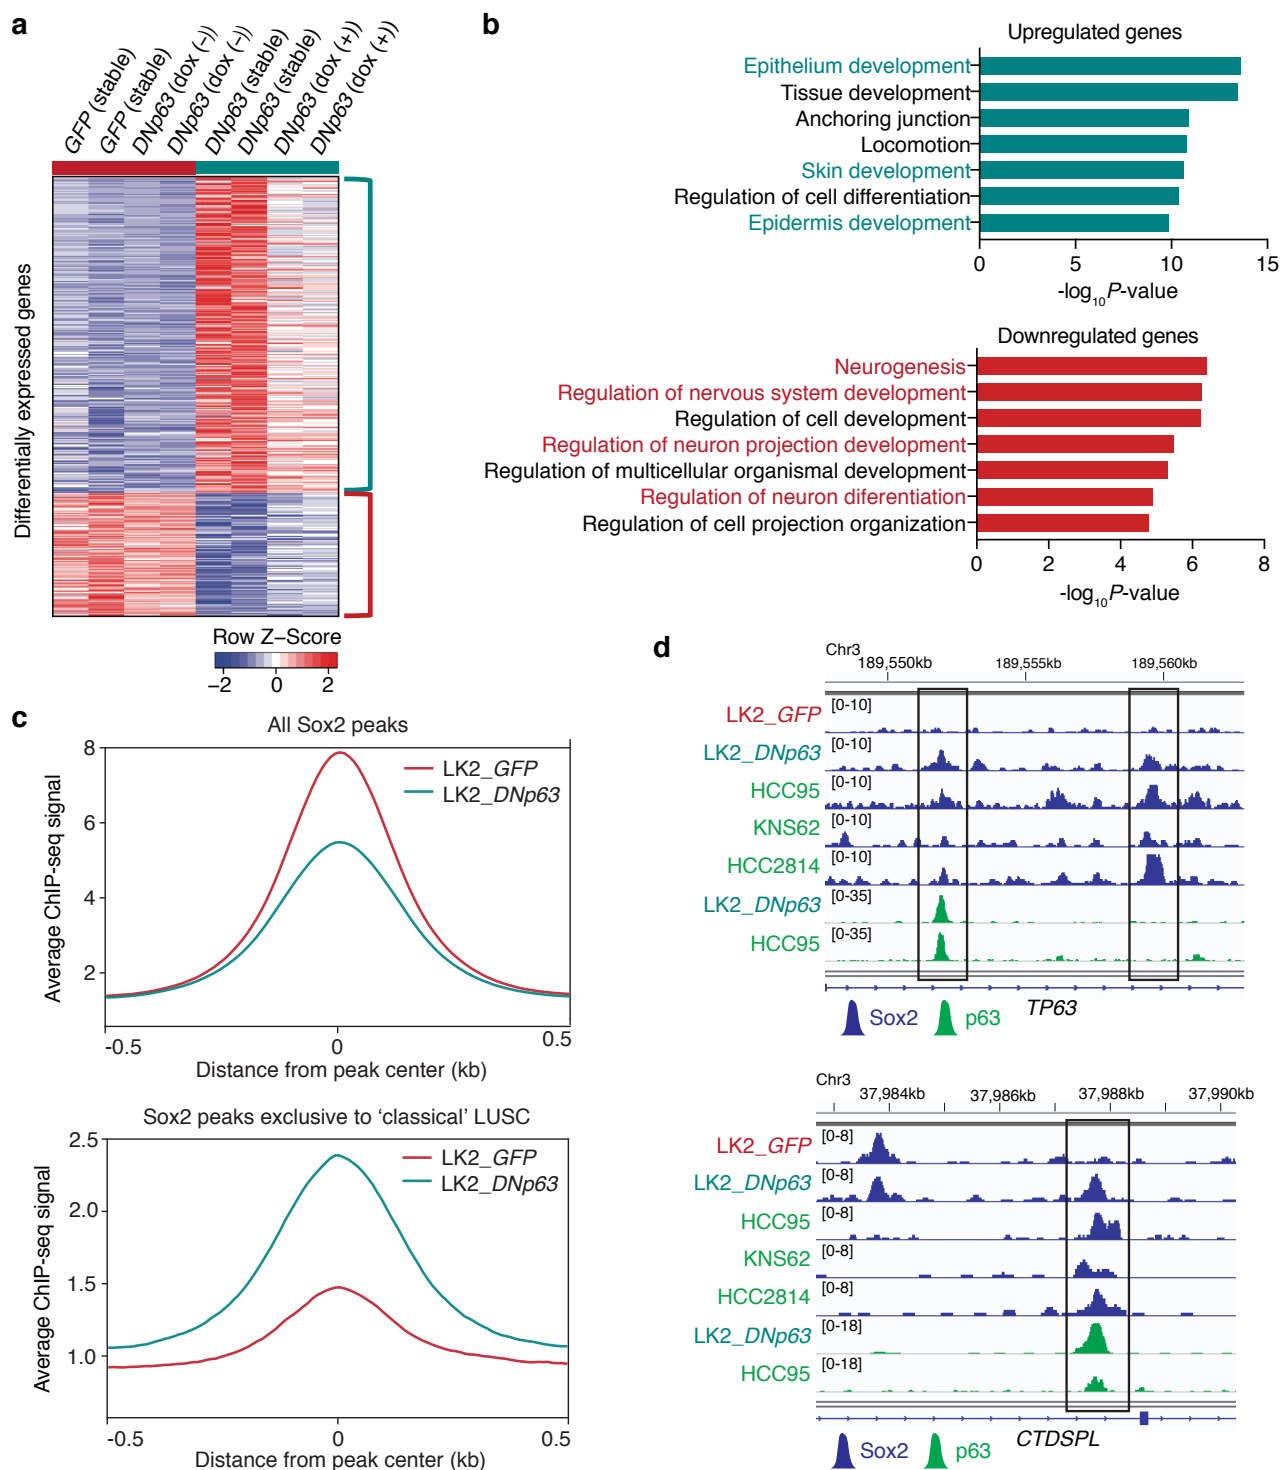 a
GFP (stable)
GFP (stable)
DNp63 (dox (–))
DNp63 (dox (–))
DNp63 (stable)
DNp63 (stable)
DNp63 (dox (+))
DNp63 (dox (+))
Differentially expressed genes
Row Z–Score
–2 0 2
b
Upregulated genes
Epithelium development
Tissue development
Anchoring junction
Locomotion
Skin development
Regulation of cell differentiation
Epidermis development
0 5 10 15
-log10P-value
Downregulated genes
Neurogenesis
Regulation of nervous system development
Regulation of cell development
Regulation of neuron projection development
Regulation of multicellular organismal development
Regulation of neuron diferentiation
Regulation of cell projection organization
0 2 4 6 8
-log10P-value
c
All Sox2 peaks
Average ChIP-seq signal
8
6
4
2
LK2_GFP
LK2_DNp63
-0.5 0 0.5
Distance from peak center (kb)
Sox2 peaks exclusive to ‘classical’ LUSC
Average ChIP-seq signal
2.5
2.0
1.5
1.0
LK2_GFP
LK2_DNp63
-0.5 0 0.5
Distance from peak center (kb)
d
Chr3
189,550kb 189,555kb 189,560kb
LK2_GFP [0-10]
LK2_DNp63 [0-10]
HCC95 [0-10]
KNS62 [0-10]
HCC2814 [0-10]
LK2_DNp63 [0-35]
HCC95 [0-35]
Sox2 p63 TP63
Chr3
37,984kb 37,986kb 37,988kb 37,990kb
LK2_GFP [0-8]
LK2_DNp63 [0-8]
HCC95 [0-8]
KNS62 [0-8]
HCC2814 [0-8]
LK2_DNp63 [0-18]
HCC95 [0-18]
Sox2 p63 CTDSPL